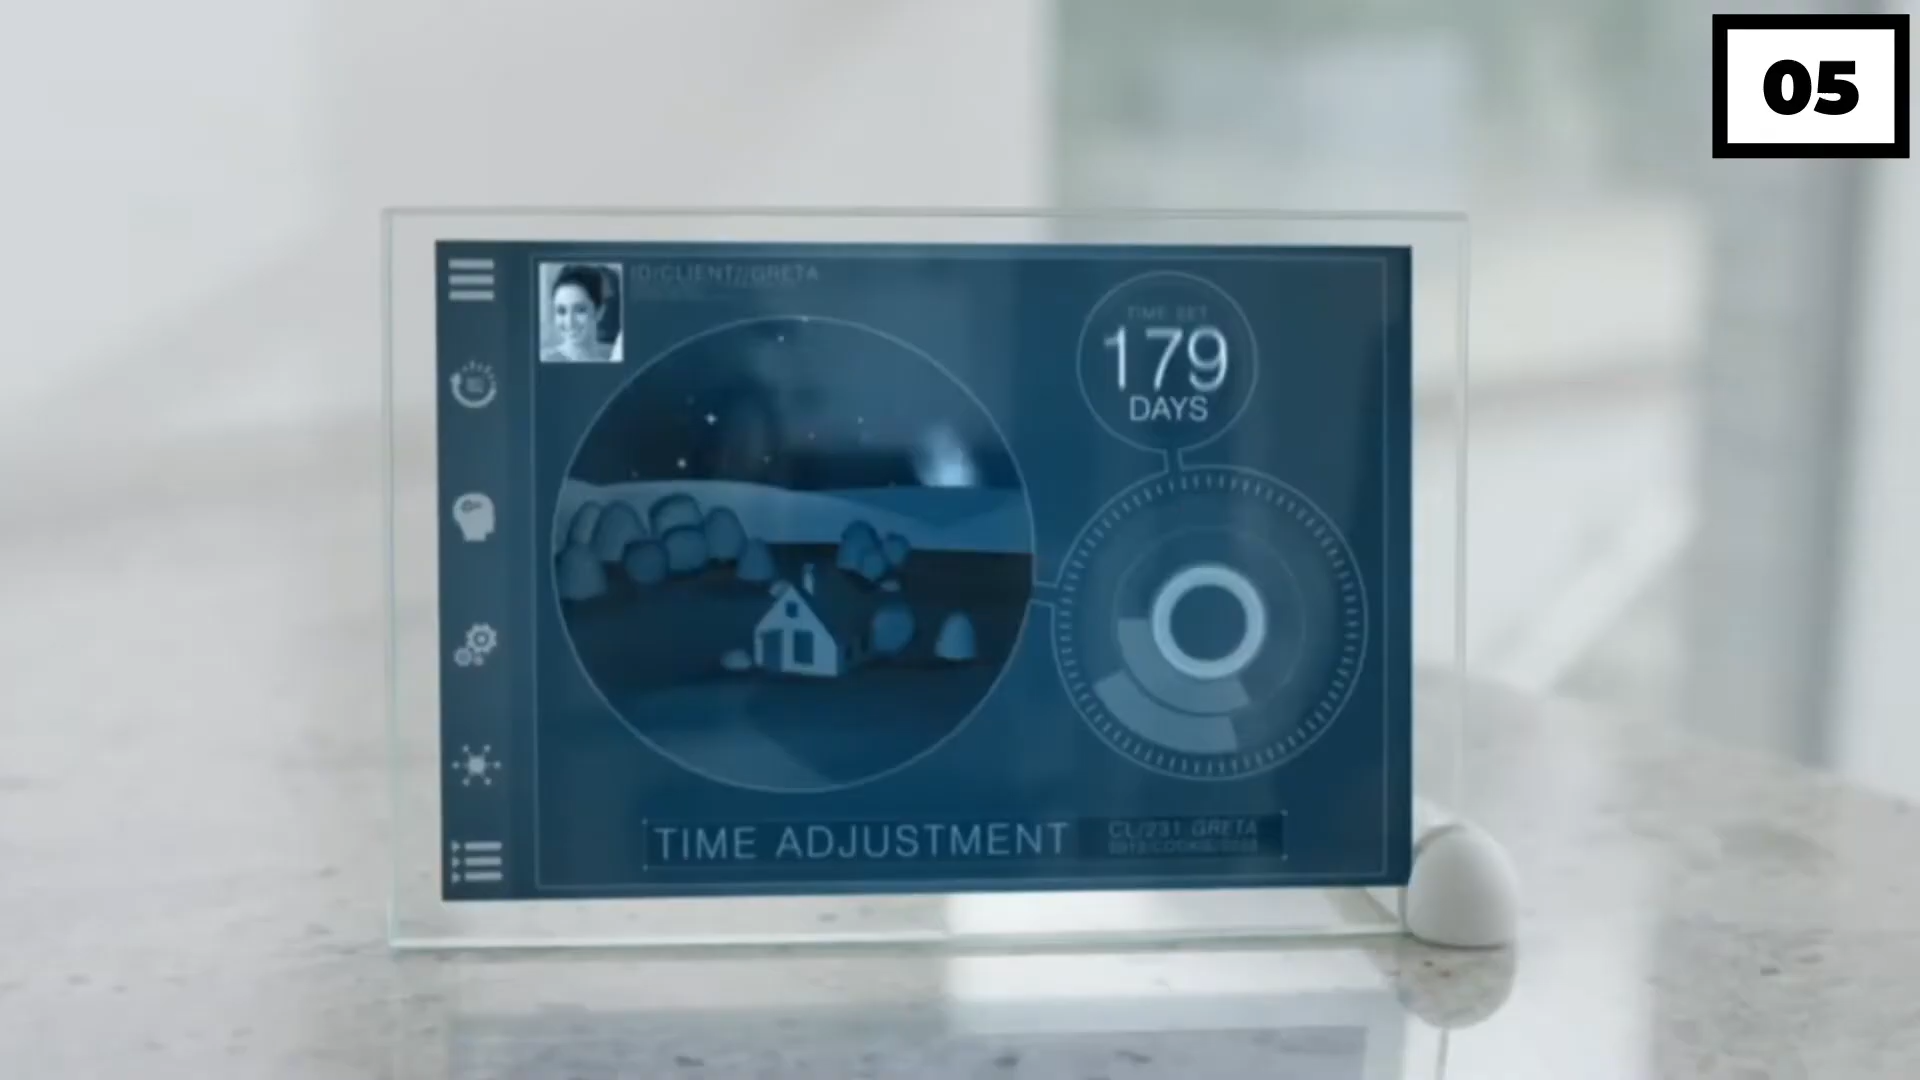 05
ID/CLIENT//GRETA
TIME SET
179
DAYS
TIME ADJUSTMENT
CL/231 GRETA